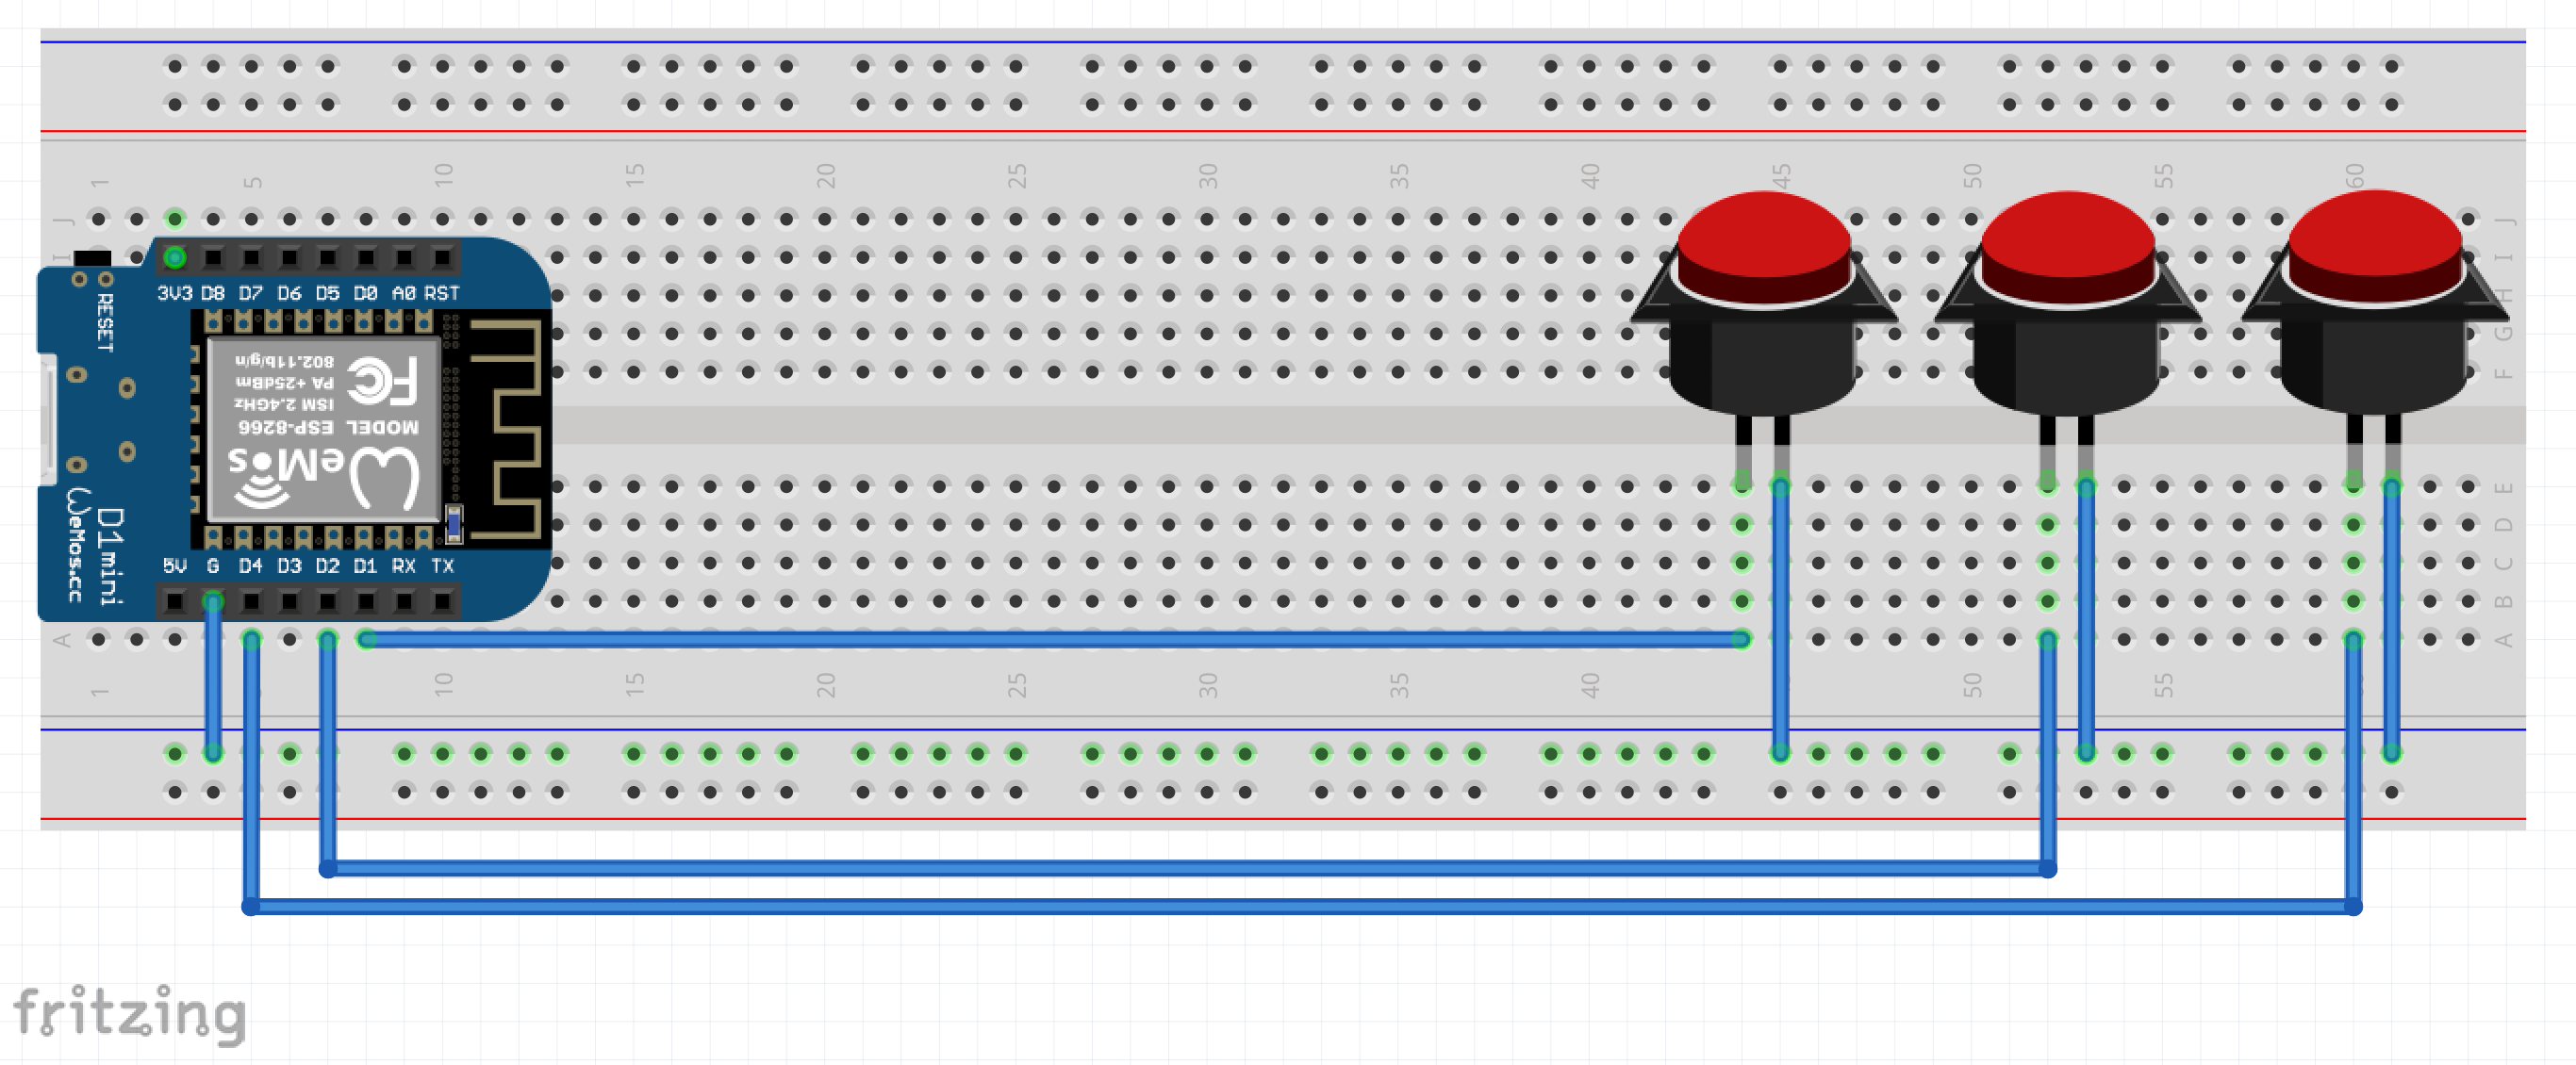 1 5 10 15 20 25 30 35 40 45 50 55 60
J J
I I
H
G
F
3V3 D8 D7 D6 D5 D0 A0 RST
RESET
802.11b/g/n
PA +25dBm
ISM 2.4GHz
MODEL ESP-8266
FC
WeMos
D1 mini
WeMos.cc
5V G D4 D3 D2 D1 RX TX
E
D
C
B
A A
1 10 15 20 25 30 35 40 50 55
fritzing